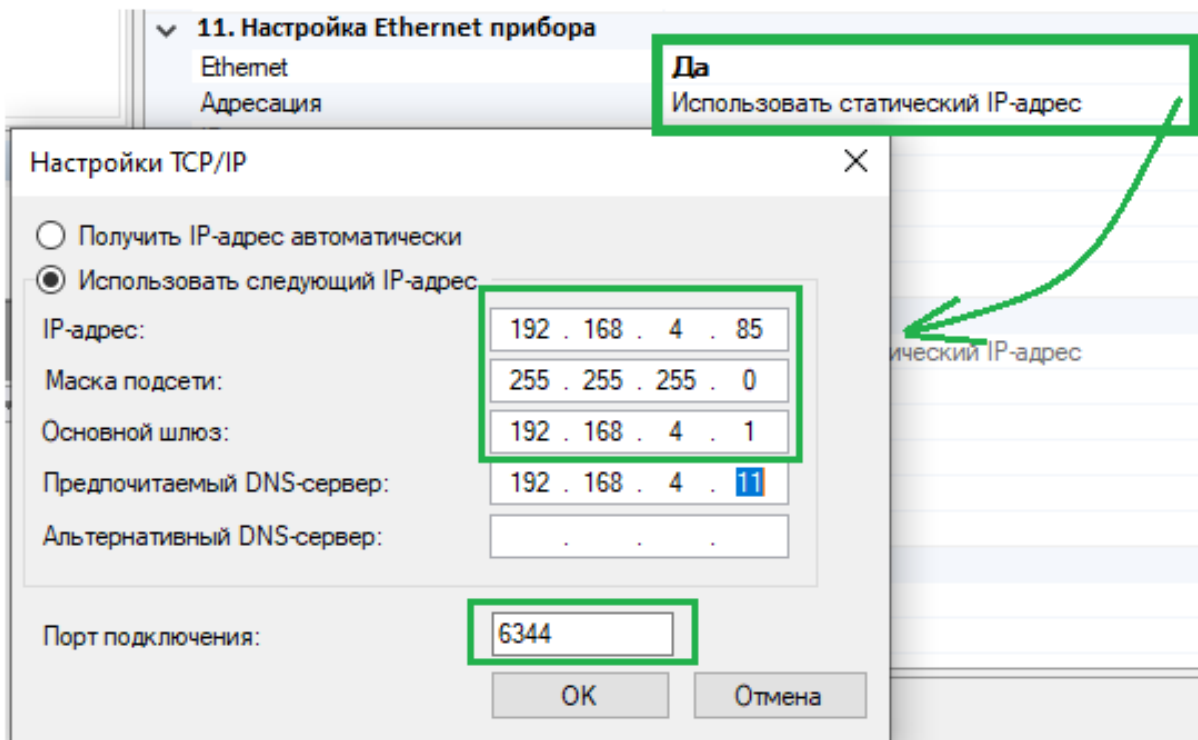 11. Настройка Ethernet прибора
Ethernet Да
Адресация Использовать статический IP-адрес
Настройки TCP/IP
Получить IP-адрес автоматически
Использовать следующий IP-адрес
IP-адрес: 192 . 168 . 4 . 85
ический IP-адрес
Маска подсети: 255 . 255 . 255 . 0
Основной шлюз: 192 . 168 . 4 . 1
Предпочитаемый DNS-сервер: 192 . 168 . 4 . 11
Альтернативный DNS-сервер: . . .
Порт подключения: 6344
OK Отмена